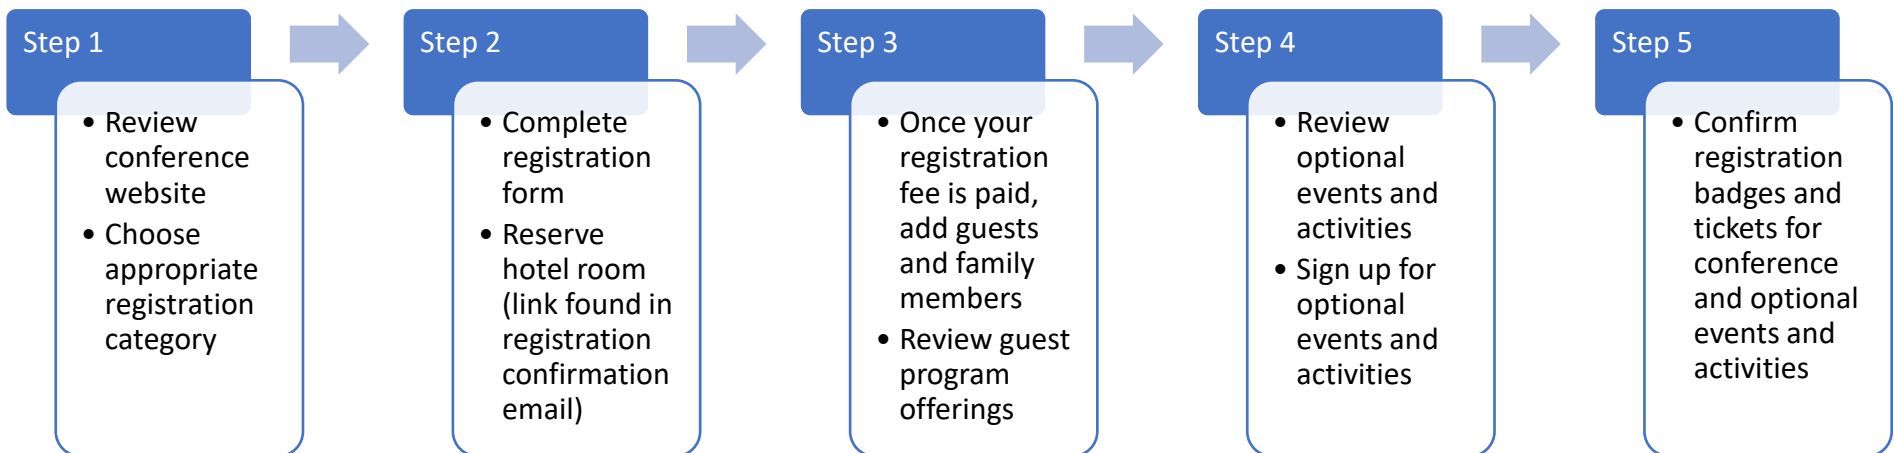 Step 1
• Review
conference
website
• Choose
appropriate
registration
category
Step 2
• Complete
registration
form
• Reserve
hotel room
(link found in
registration
confirmation
email)
Step 3
• Once your
registration
fee is paid,
add guests
and family
members
• Review guest
program
offerings
Step 4
• Review
optional
events and
activities
• Sign up for
optional
events and
activities
Step 5
• Confirm
registration
badges and
tickets for
conference
and optional
events and
activities